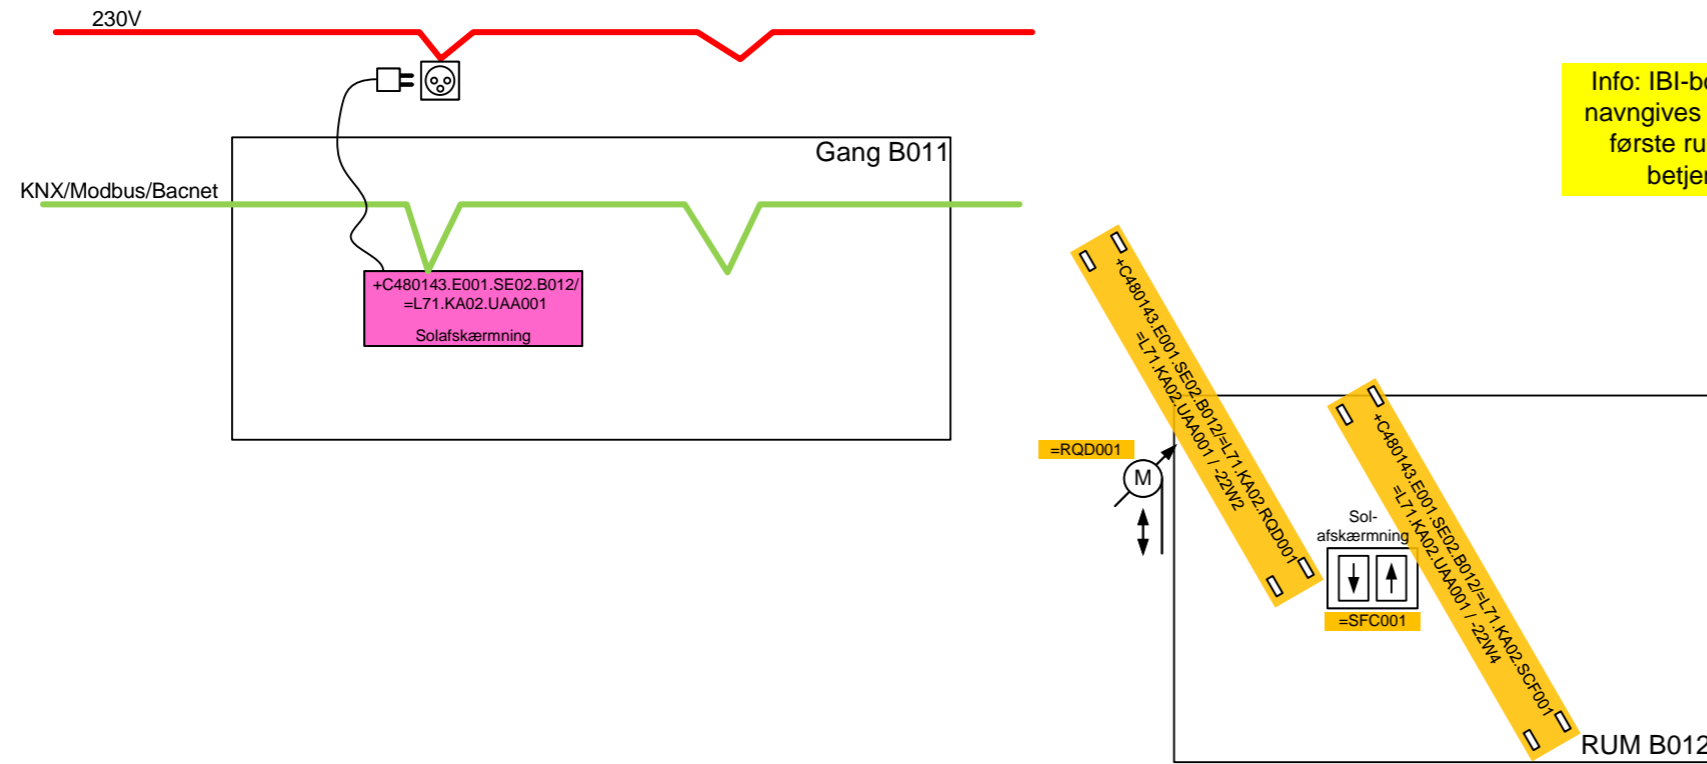 230V
Gang B011
KNX/Modbus/Bacnet
+C480143.E001.SE02.B012/
=L71.KA02.UAA001
Solafskærmning
Info: IBI-bo
navngives
første ru
betjer
+C480143.E001.SE02.B012/=L71.KA02.RQD001
=L71.KA02.UAA001 / -22W2
=RQD001
M
Sol-
afskærmning
=SFC001
+C480143.E001.SE02.B012/=L71.KA02.SCF001
=L71.KA02.UAA001 / -22W4
RUM B012